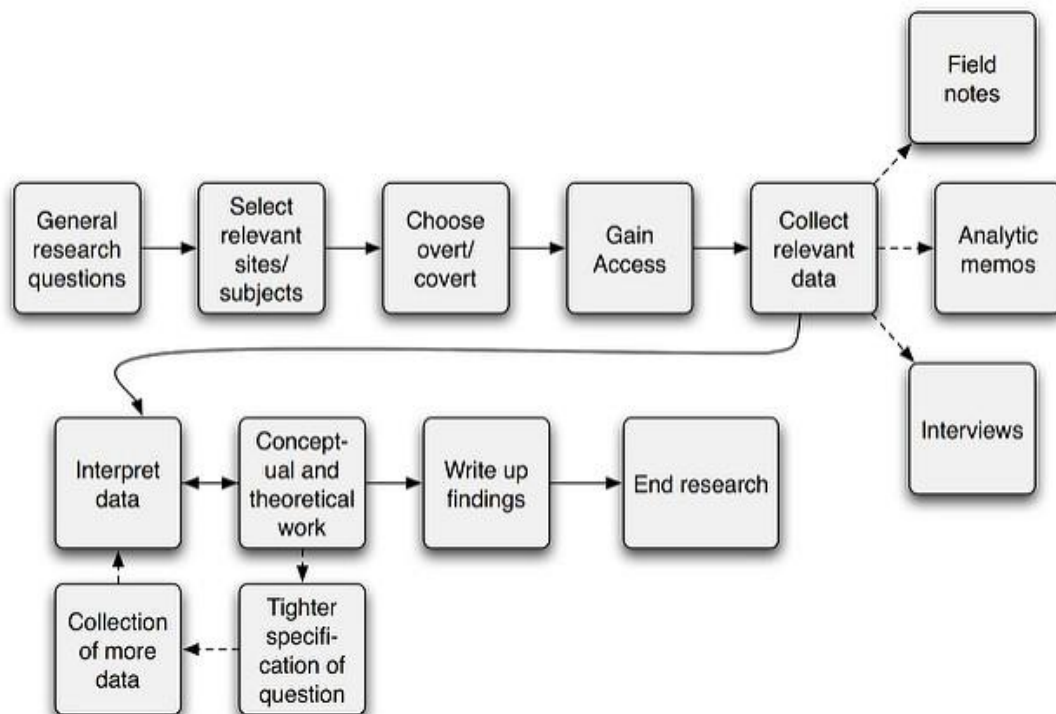 Field
notes
General
research
questions
Select
relevant
sites/
subjects
Choose
overt/
covert
Gain
Access
Collect
relevant
data
Analytic
memos
Interviews
Interpret
data
Concept-
ual and
theoretical
work
Write up
findings
End research
Collection
of more
data
Tighter
specifi-
cation of
question